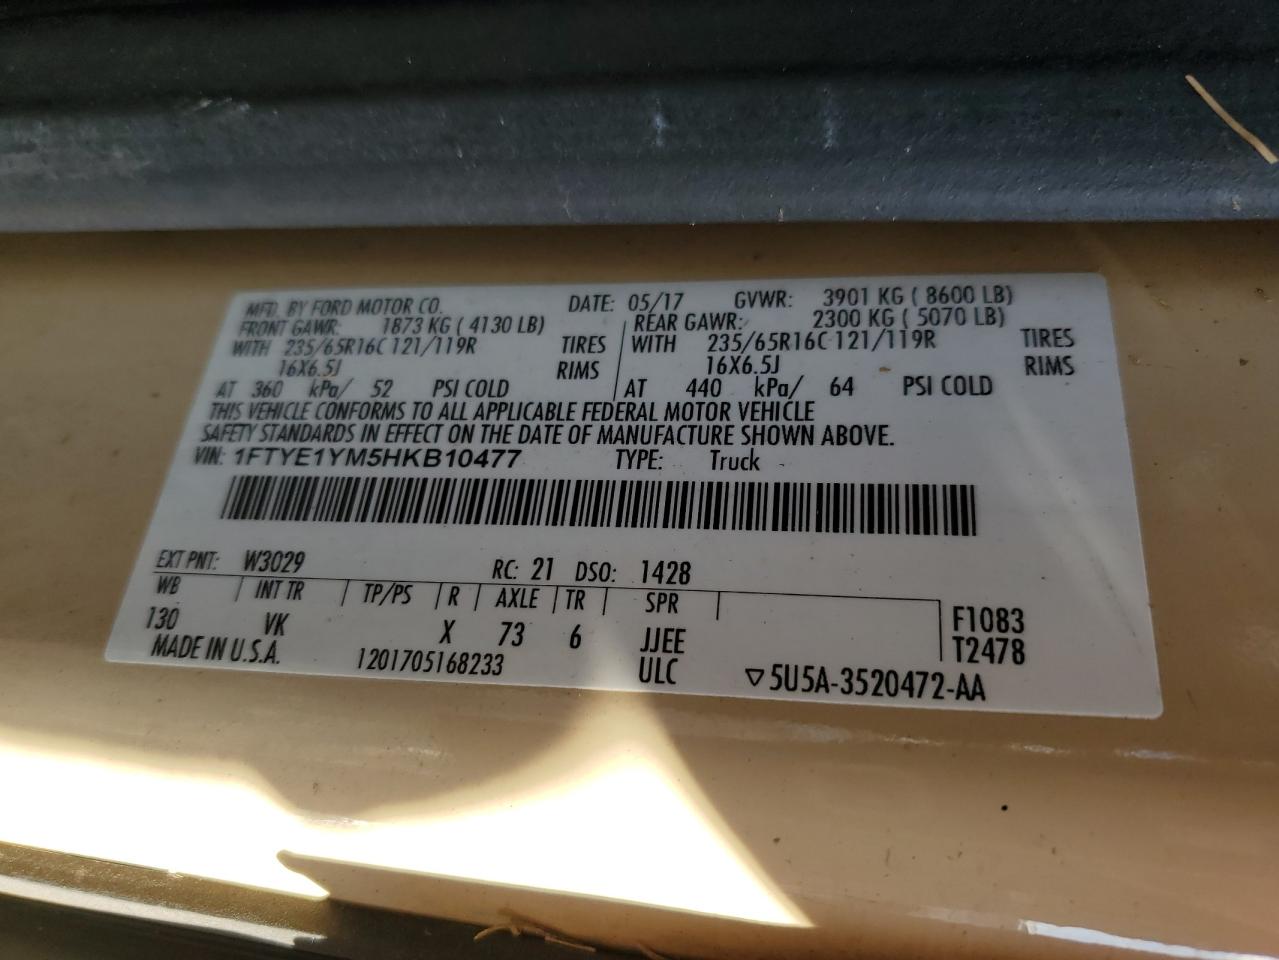 MFD. BY FORD MOTOR CO. DATE: 05/17 GVWR: 3901 KG ( 8600 LB)
FRONT GAWR: 1873 KG ( 4130 LB) REAR GAWR: 2300 KG ( 5070 LB)
WITH 235/65R16C 121/119R TIRES WITH 235/65R16C 121/119R TIRES
16X6.5J RIMS 16X6.5J RIMS
AT 360 kPa/ 52 PSI COLD AT 440 kPa/ 64 PSI COLD
THIS VEHICLE CONFORMS TO ALL APPLICABLE FEDERAL MOTOR VEHICLE
SAFETY STANDARDS IN EFFECT ON THE DATE OF MANUFACTURE SHOWN ABOVE.
VIN: 1FTYE1YM5HKB10477 TYPE: Truck
EXT PNT: W3029 RC: 21 DSO: 1428
WB INT TR TP/PS R AXLE TR SPR
130 VK X 73 6 JJEE F1083
MADE IN U.S.A. 1201705168233 ULC T2478
▽5U5A-3520472-AA